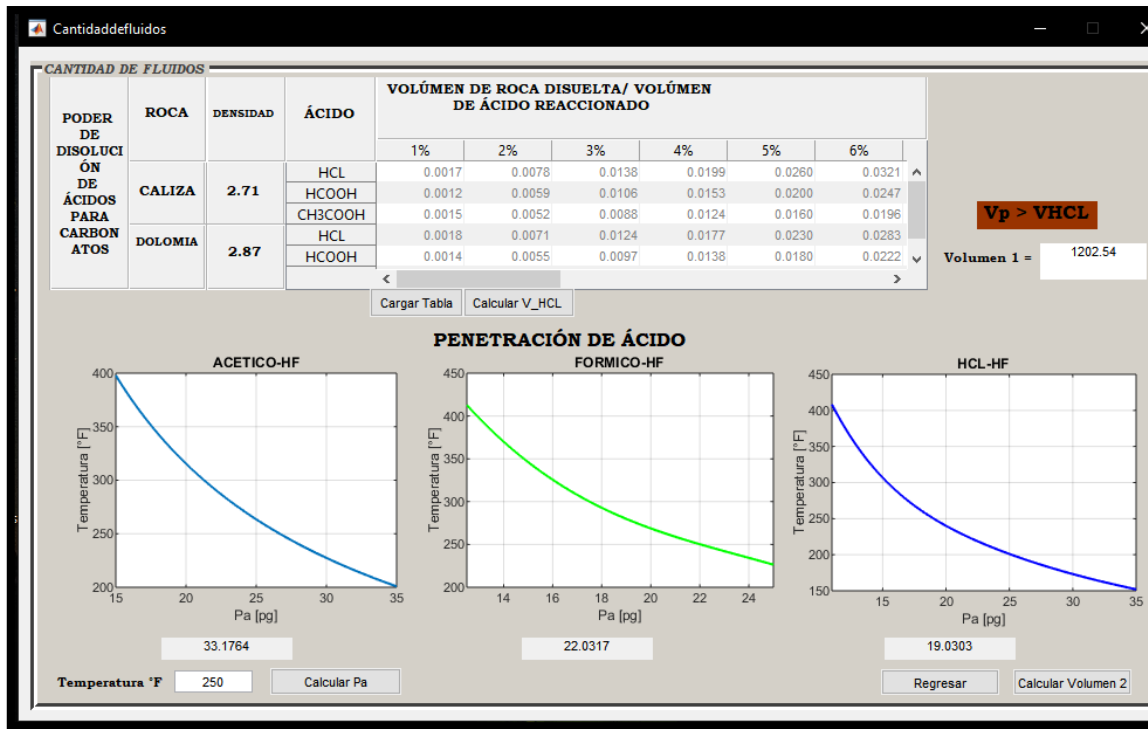 Cantidaddefluidos
CANTIDAD DE FLUIDOS
PODER
DE
DISOLUCI
ÓN
DE
ÁCIDOS
PARA
CARBON
ATOS
ROCA
DENSIDAD
ÁCIDO
VOLÚMEN DE ROCA DISUELTA/ VOLÚMEN
DE ÁCIDO REACCIONADO
1% 2% 3% 4% 5% 6%
CALIZA 2.71
HCL 0.0017 0.0078 0.0138 0.0199 0.0260 0.0321
HCOOH 0.0012 0.0059 0.0106 0.0153 0.0200 0.0247
CH3COOH 0.0015 0.0052 0.0088 0.0124 0.0160 0.0196
DOLOMIA 2.87
HCL 0.0018 0.0071 0.0124 0.0177 0.0230 0.0283
HCOOH 0.0014 0.0055 0.0097 0.0138 0.0180 0.0222
Vp > VHCL
Volumen 1 = 1202.54
Cargar Tabla
Calcular V_HCL
PENETRACIÓN DE ÁCIDO
ACETICO-HF
400
350
300
250
200
Temperatura [°F]
15 20 25 30 35
Pa [pg]
33.1764
FORMICO-HF
450
400
350
300
250
200
Temperatura [°F]
14 16 18 20 22 24
Pa [pg]
22.0317
HCL-HF
450
400
350
300
250
200
150
Temperatura [°F]
15 20 25 30 35
Pa [pg]
19.0303
Temperatura °F 250
Calcular Pa
Regresar
Calcular Volumen 2